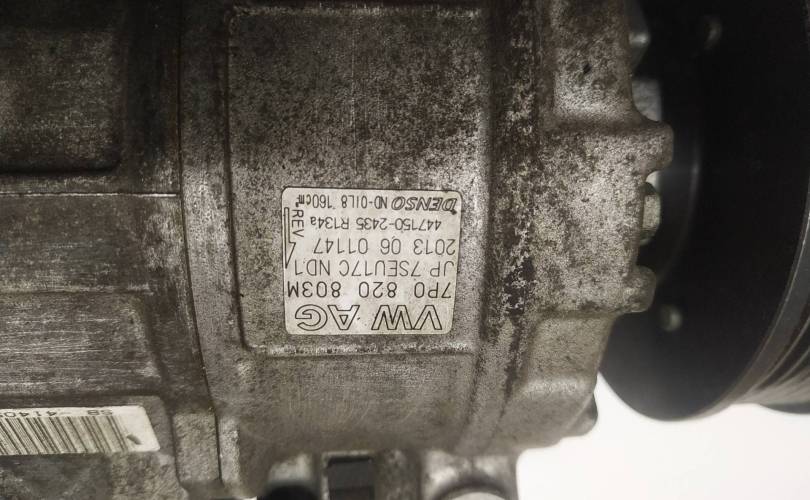 VW AG
7P0 820 803M
JP 7SEU17C ND1
2013 06 01147
447150-2435 R134a
DENSO ND-OIL8 160cm³
REV